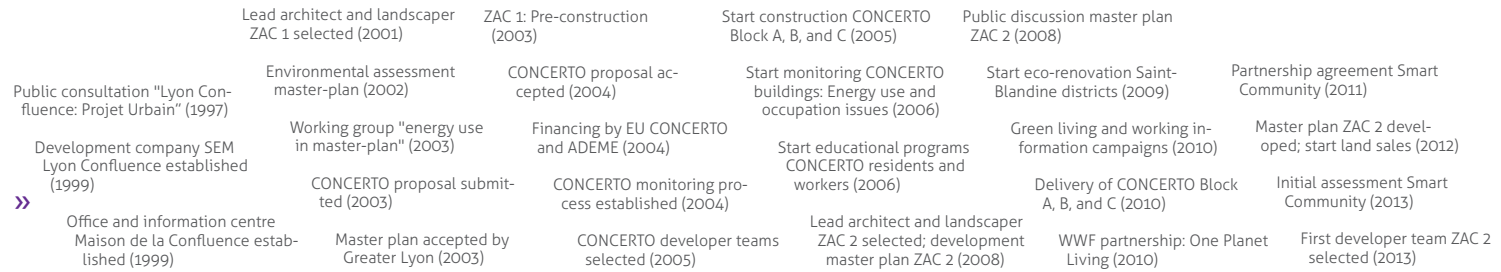 Public consultation "Lyon Con-
fluence: Projet Urbain” (1997)
Development company SEM
Lyon Confluence established
(1999)
»
Office and information centre
Maison de la Confluence estab-
lished (1999)
Lead architect and landscaper
ZAC 1 selected (2001)
Environmental assessment
master-plan (2002)
Working group "energy use
in master-plan" (2003)
CONCERTO proposal submit-
ted (2003)
Master plan accepted by
Greater Lyon (2003)
ZAC 1: Pre-construction
(2003)
CONCERTO proposal ac-
cepted (2004)
Financing by EU CONCERTO
and ADEME (2004)
CONCERTO monitoring pro-
cess established (2004)
CONCERTO developer teams
selected (2005)
Start construction CONCERTO
Block A, B, and C (2005)
Start monitoring CONCERTO
buildings: Energy use and
occupation issues (2006)
Start educational programs
CONCERTO residents and
workers (2006)
Lead architect and landscaper
ZAC 2 selected; development
master plan ZAC 2 (2008)
Public discussion master plan
ZAC 2 (2008)
Start eco-renovation Saint-
Blandine districts (2009)
Green living and working in-
formation campaigns (2010)
Delivery of CONCERTO Block
A, B, and C (2010)
WWF partnership: One Planet
Living (2010)
Partnership agreement Smart
Community (2011)
Master plan ZAC 2 devel-
oped; start land sales (2012)
Initial assessment Smart
Community (2013)
First developer team ZAC 2
selected (2013)